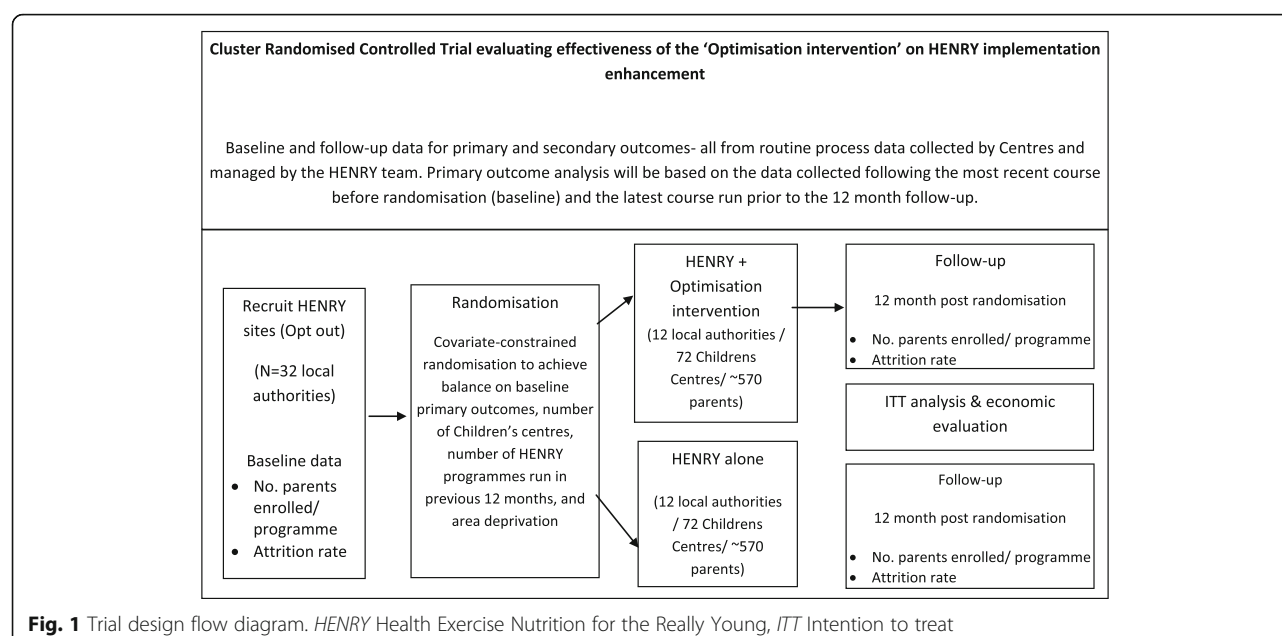 Cluster Randomised Controlled Trial evaluating effectiveness of the ‘Optimisation intervention’ on HENRY implementation
enhancement
Baseline and follow-up data for primary and secondary outcomes- all from routine process data collected by Centres and
managed by the HENRY team. Primary outcome analysis will be based on the data collected following the most recent course
before randomisation (baseline) and the latest course run prior to the 12 month follow-up.
Recruit HENRY
sites (Opt out)
(N=32 local
authorities)
Baseline data
• No. parents
enrolled/
programme
• Attrition rate
Randomisation
Covariate-constrained
randomisation to achieve
balance on baseline
primary outcomes, number
of Children’s centres,
number of HENRY
programmes run in
previous 12 months, and
area deprivation
HENRY +
Optimisation
intervention
(12 local authorities /
72 Childrens
Centres/ ~570
parents)
HENRY alone
(12 local authorities
/ 72 Childrens
Centres/ ~570
parents)
Follow-up
12 month post randomisation
• No. parents enrolled/ programme
• Attrition rate
ITT analysis & economic
evaluation
Follow-up
12 month post randomisation
• No. parents enrolled/ programme
• Attrition rate
Fig. 1 Trial design flow diagram. HENRY Health Exercise Nutrition for the Really Young, ITT Intention to treat